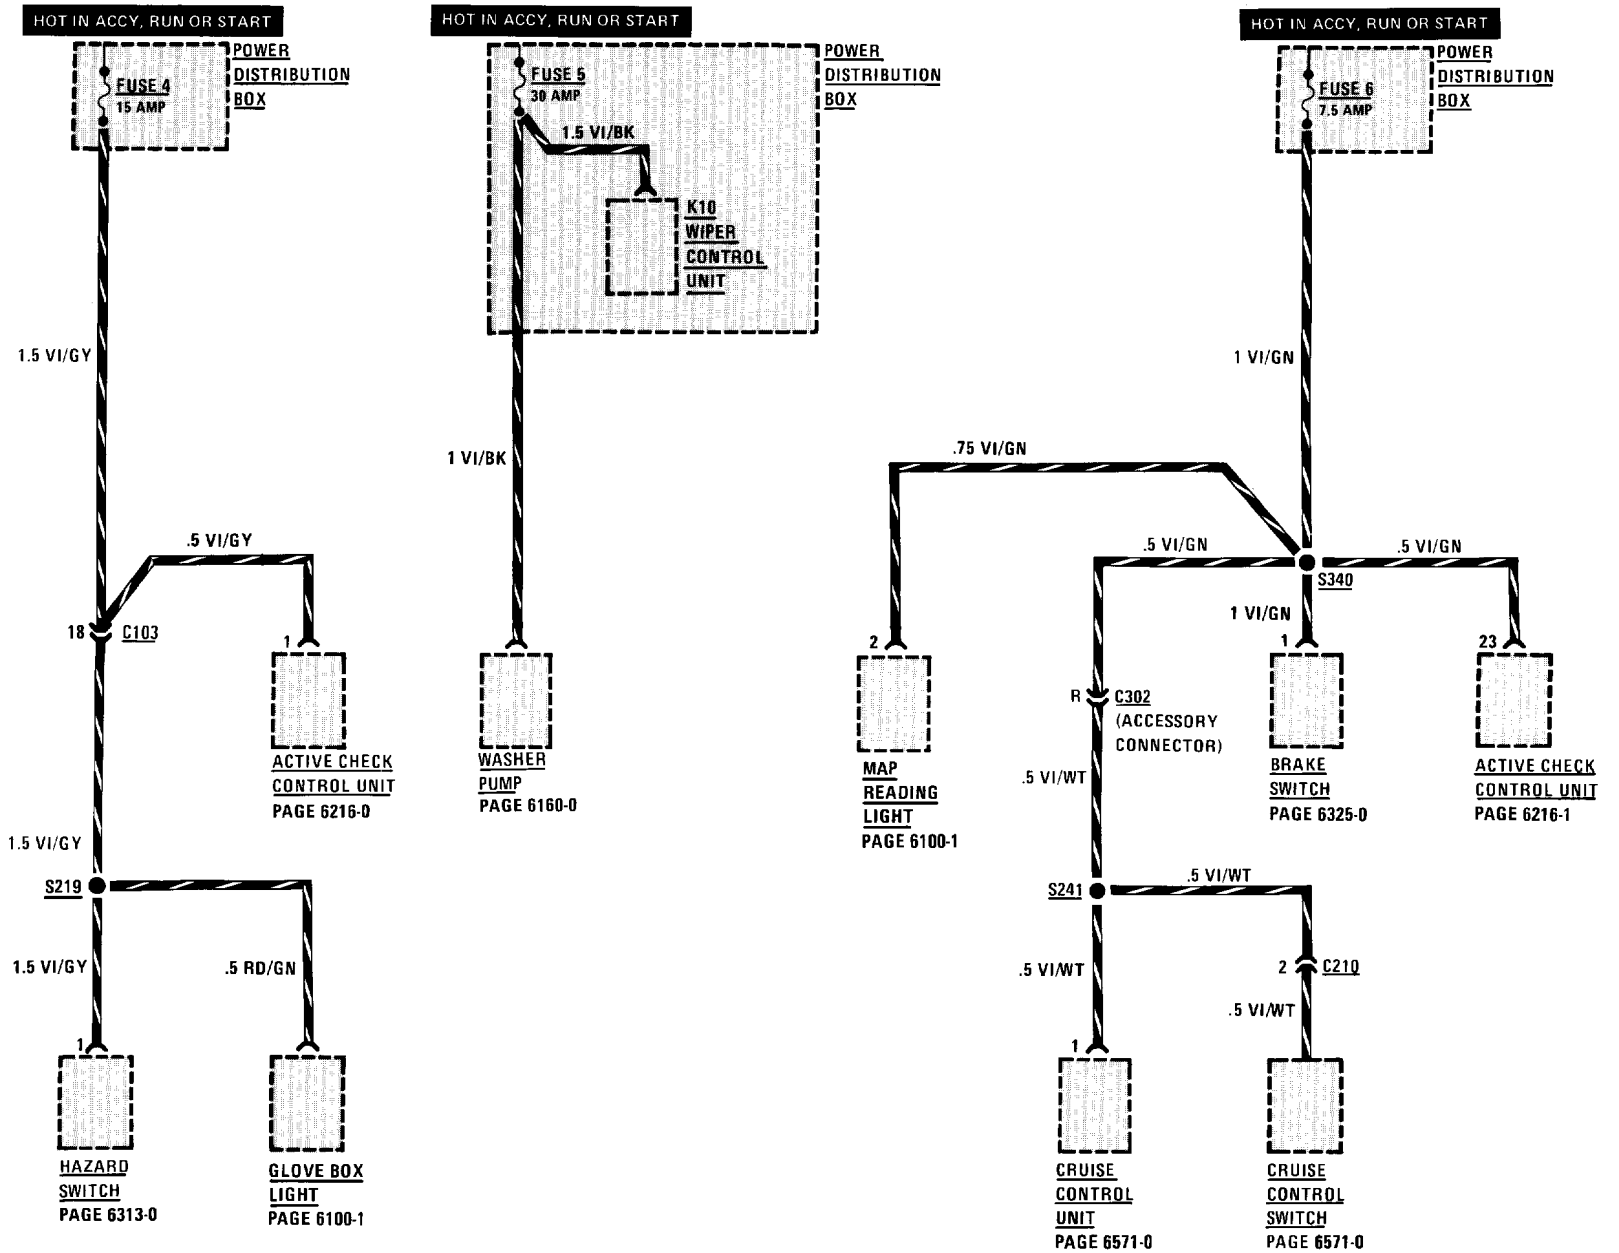 HOT IN ACCY, RUN OR START
POWER
DISTRIBUTION
BOX
FUSE 4
15 AMP
1.5 VI/GY
.5 VI/GY
18
C103
1
ACTIVE CHECK
CONTROL UNIT
PAGE 6216-0
1.5 VI/GY
S219
1.5 VI/GY
.5 RD/GN
1
HAZARD
SWITCH
PAGE 6313-0
GLOVE BOX
LIGHT
PAGE 6100-1
HOT IN ACCY, RUN OR START
POWER
DISTRIBUTION
BOX
FUSE 5
30 AMP
1.5 VI/BK
K10
WIPER
CONTROL
UNIT
1 VI/BK
WASHER
PUMP
PAGE 6160-0
HOT IN ACCY, RUN OR START
POWER
DISTRIBUTION
BOX
FUSE 6
7.5 AMP
1 VI/GN
.75 VI/GN
.5 VI/GN
.5 VI/GN
S340
1 VI/GN
2
MAP
READING
LIGHT
PAGE 6100-1
1
BRAKE
SWITCH
PAGE 6325-0
23
ACTIVE CHECK
CONTROL UNIT
PAGE 6216-1
R
C302
(ACCESSORY
CONNECTOR)
.5 VI/WT
S241
.5 VI/WT
.5 VI/WT
2
C210
.5 VI/WT
1
CRUISE
CONTROL
UNIT
PAGE 6571-0
CRUISE
CONTROL
SWITCH
PAGE 6571-0